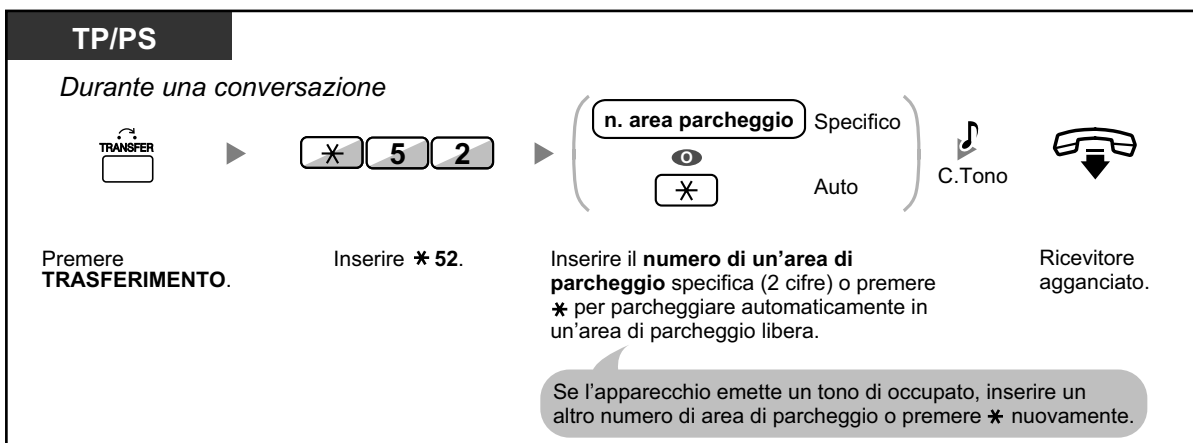 TP/PS
Durante una conversazione
TRANSFER
* 5 2
n. area parcheggio Specifico
o
* Auto
C.Tono
Premere
TRASFERIMENTO.
Inserire * 52.
Inserire il numero di un'area di
parcheggio specifica (2 cifre) o premere
* per parcheggiare automaticamente in
un'area di parcheggio libera.
Ricevitore
agganciato.
Se l'apparecchio emette un tono di occupato, inserire un
altro numero di area di parcheggio o premere * nuovamente.